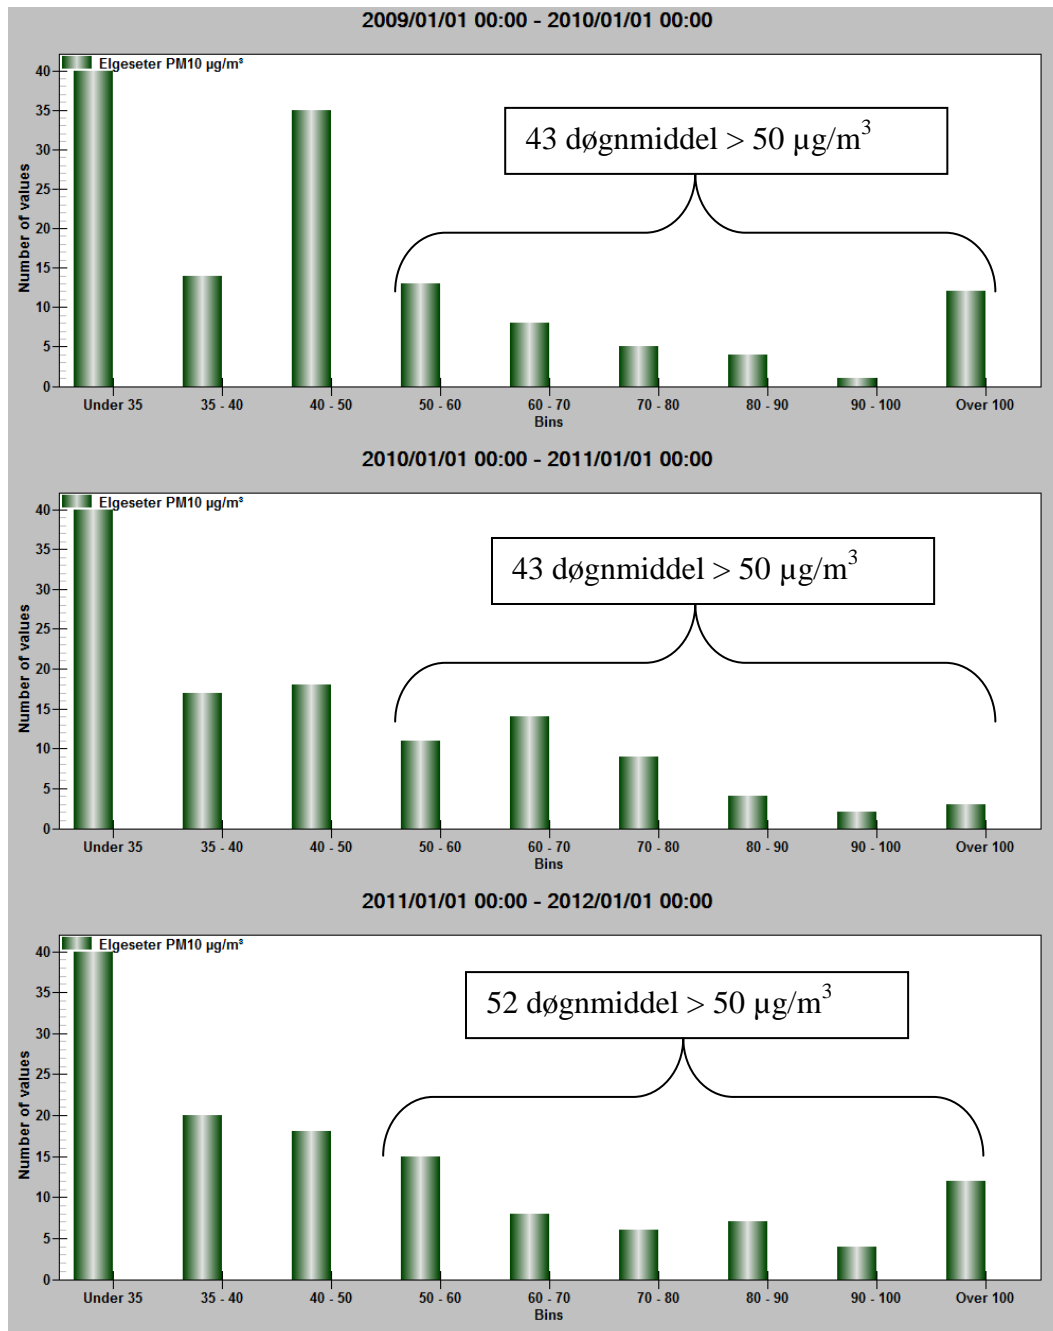 2009/01/01 00:00 - 2010/01/01 00:00
Elgeseter PM10 µg/m³
43 døgnmiddel > 50 µg/m³
Number of values
40
35
30
25
20
15
10
5
0
Under 35 35 - 40 40 - 50 50 - 60 60 - 70 70 - 80 80 - 90 90 - 100 Over 100
Bins
2010/01/01 00:00 - 2011/01/01 00:00
Elgeseter PM10 µg/m³
43 døgnmiddel > 50 µg/m³
Number of values
40
35
30
25
20
15
10
5
0
Under 35 35 - 40 40 - 50 50 - 60 60 - 70 70 - 80 80 - 90 90 - 100 Over 100
Bins
2011/01/01 00:00 - 2012/01/01 00:00
Elgeseter PM10 µg/m³
52 døgnmiddel > 50 µg/m³
Number of values
40
35
30
25
20
15
10
5
0
Under 35 35 - 40 40 - 50 50 - 60 60 - 70 70 - 80 80 - 90 90 - 100 Over 100
Bins